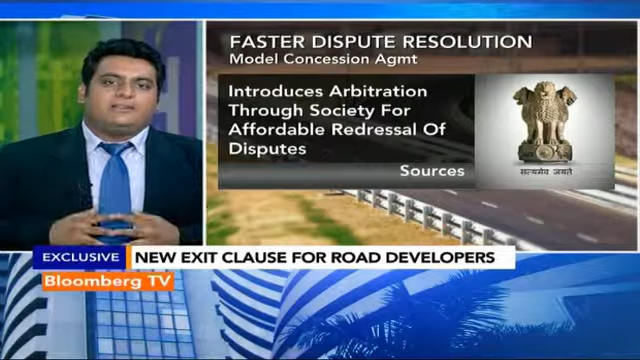 FASTER DISPUTE RESOLUTION
Model Concession Agmt
Introduces Arbitration
Through Society For
Affordable Redressal Of
Disputes
Sources
सत्यमेव जयते
EXCLUSIVE
NEW EXIT CLAUSE FOR ROAD DEVELOPERS
Bloomberg TV